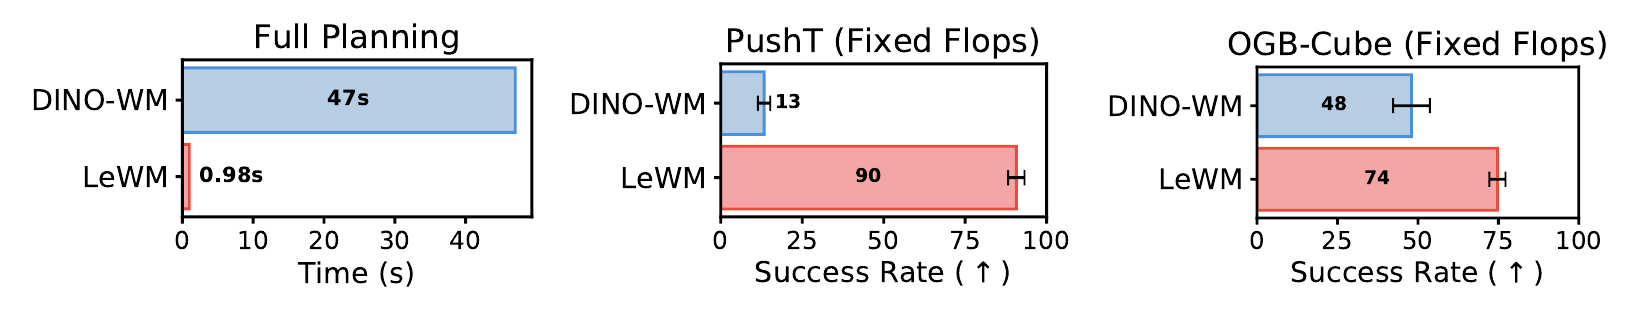 Full Planning
DINO-WM
47s
LeWM
0.98s
0 10 20 30 40
Time (s)
PushT (Fixed Flops)
DINO-WM
13
LeWM
90
0 25 50 75 100
Success Rate ( ↑ )
OGB-Cube (Fixed Flops)
DINO-WM
48
LeWM
74
0 25 50 75 100
Success Rate ( ↑ )